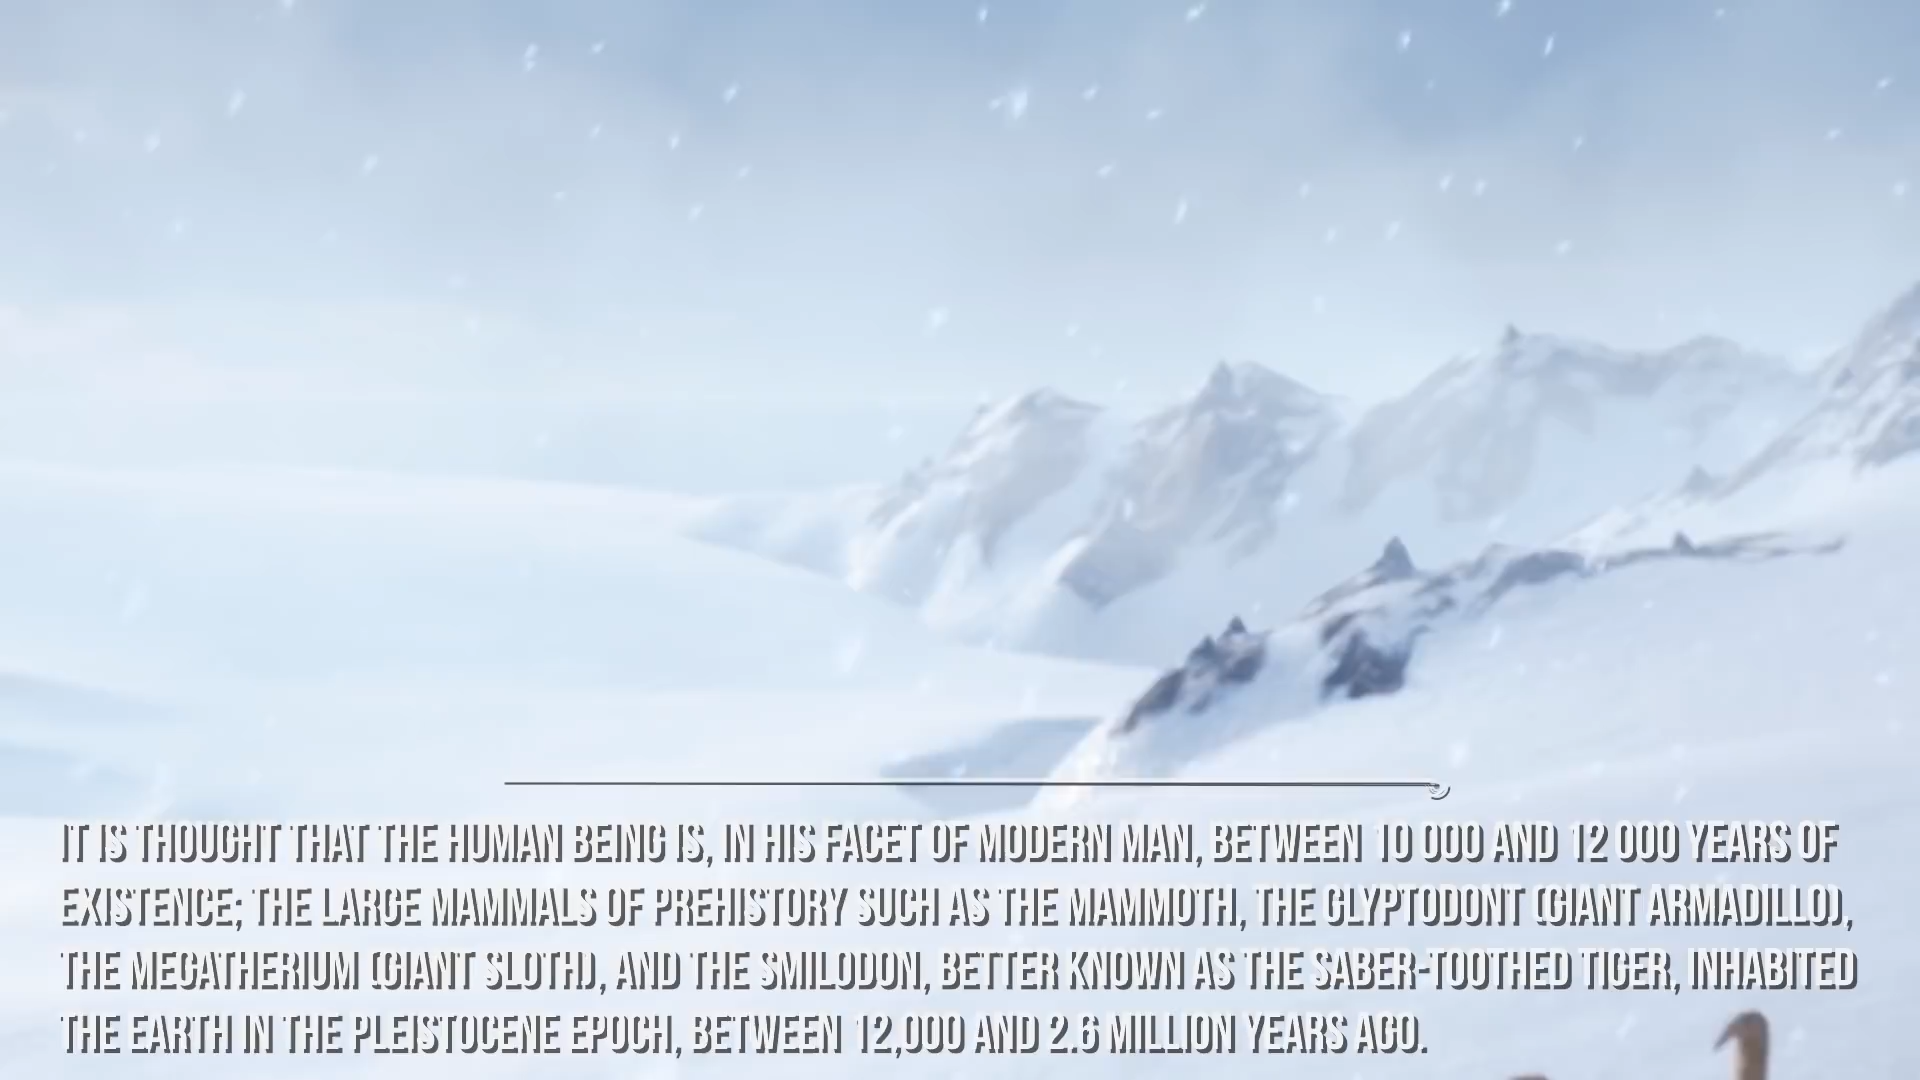 IT IS THOUGHT THAT THE HUMAN BEING IS, IN HIS FACET OF MODERN MAN, BETWEEN 10 000 AND 12 000 YEARS OF
EXISTENCE; THE LARGE MAMMALS OF PREHISTORY SUCH AS THE MAMMOTH, THE GLYPTODONT (GIANT ARMADILLO),
THE MEGATHERIUM (GIANT SLOTH), AND THE SMILODON, BETTER KNOWN AS THE SABER-TOOTHED TIGER, INHABITED
THE EARTH IN THE PLEISTOCENE EPOCH, BETWEEN 12,000 AND 2.6 MILLION YEARS AGO.